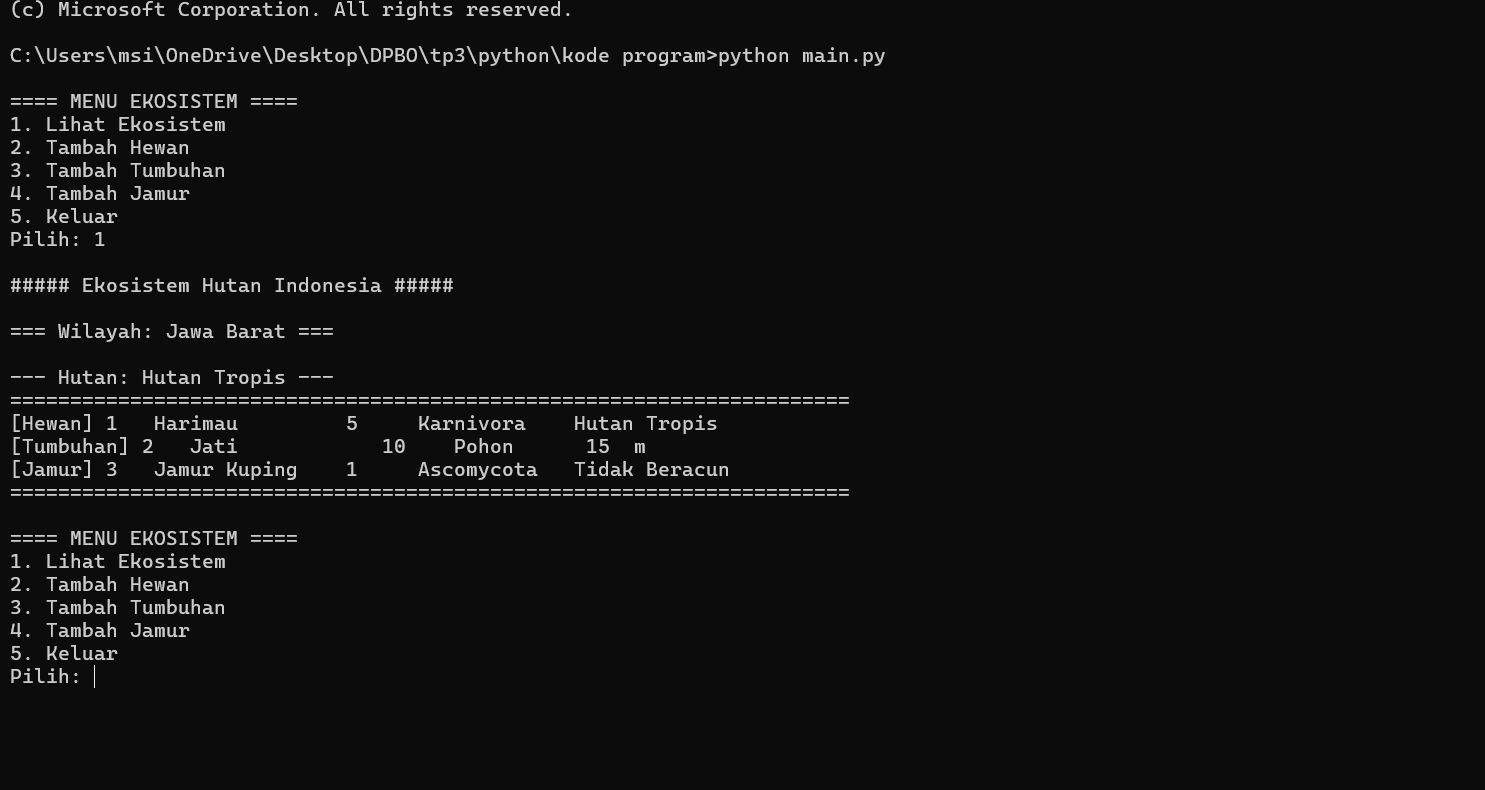 (c) Microsoft Corporation. All rights reserved.
C:\Users\msi\OneDrive\Desktop\DPBO\tp3\python\kode program>python main.py
==== MENU EKOSISTEM ====
1. Lihat Ekosistem
2. Tambah Hewan
3. Tambah Tumbuhan
4. Tambah Jamur
5. Keluar
Pilih: 1
##### Ekosistem Hutan Indonesia #####
=== Wilayah: Jawa Barat ===
--- Hutan: Hutan Tropis ---
======================================================================
[Hewan] 1   Harimau         5     Karnivora    Hutan Tropis
[Tumbuhan] 2   Jati            10    Pohon      15  m
[Jamur] 3   Jamur Kuping    1     Ascomycota   Tidak Beracun
======================================================================
==== MENU EKOSISTEM ====
1. Lihat Ekosistem
2. Tambah Hewan
3. Tambah Tumbuhan
4. Tambah Jamur
5. Keluar
Pilih: